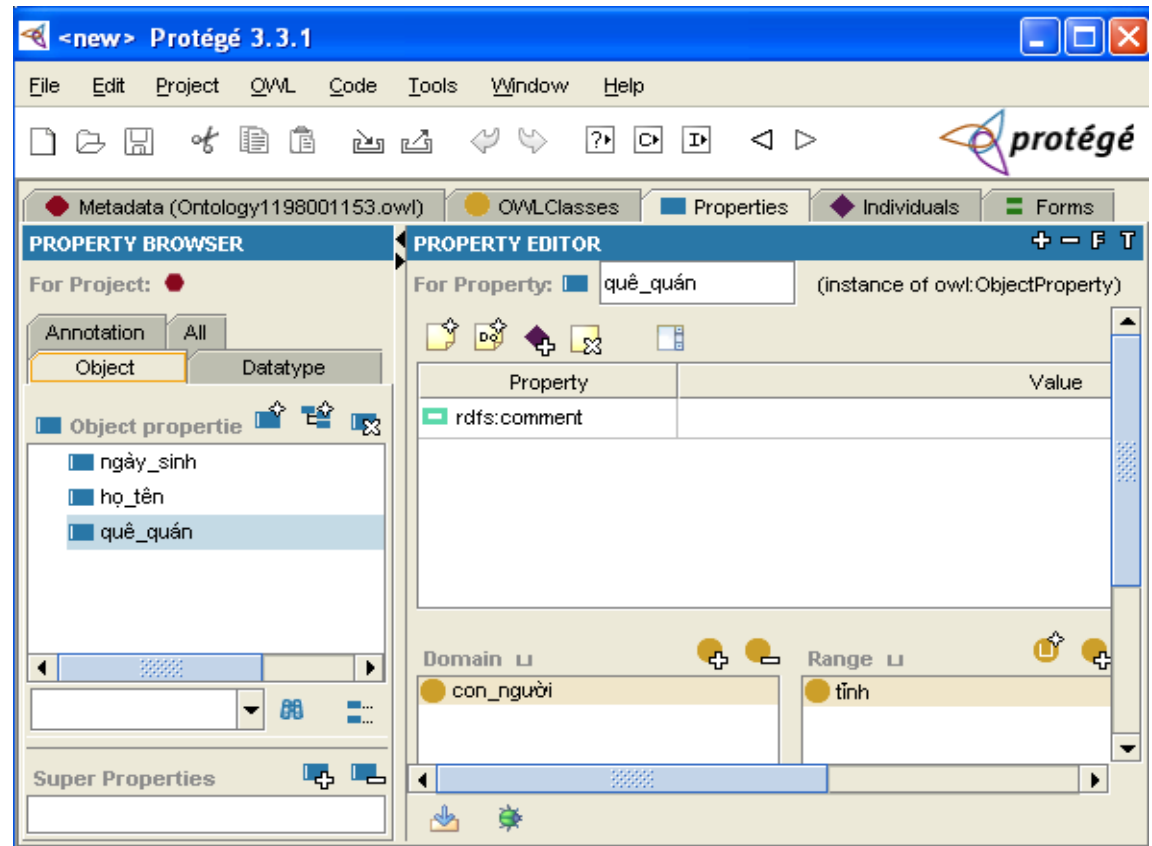 <new> Protégé 3.3.1
File Edit Project OWL Code Tools Window Help
protégé
Metadata (Ontology1198001153.owl) OWLClasses Properties Individuals Forms
PROPERTY BROWSER
For Project:
Annotation All
Object Datatype
Object propertie
ngày_sinh
họ_tên
quê_quán
Super Properties
PROPERTY EDITOR
For Property: quê_quán (instance of owl:ObjectProperty)
Property Value
rdfs:comment
Domain Range
con_người tỉnh